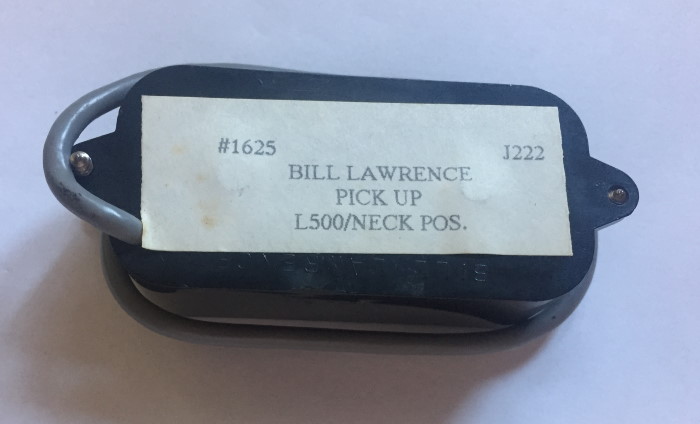 #1625 J222
BILL LAWRENCE
PICK UP
L500/NECK POS.